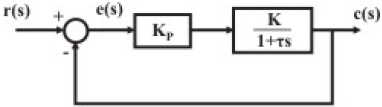 r(s) + e(s) K_P K/1+τs c(s)
-